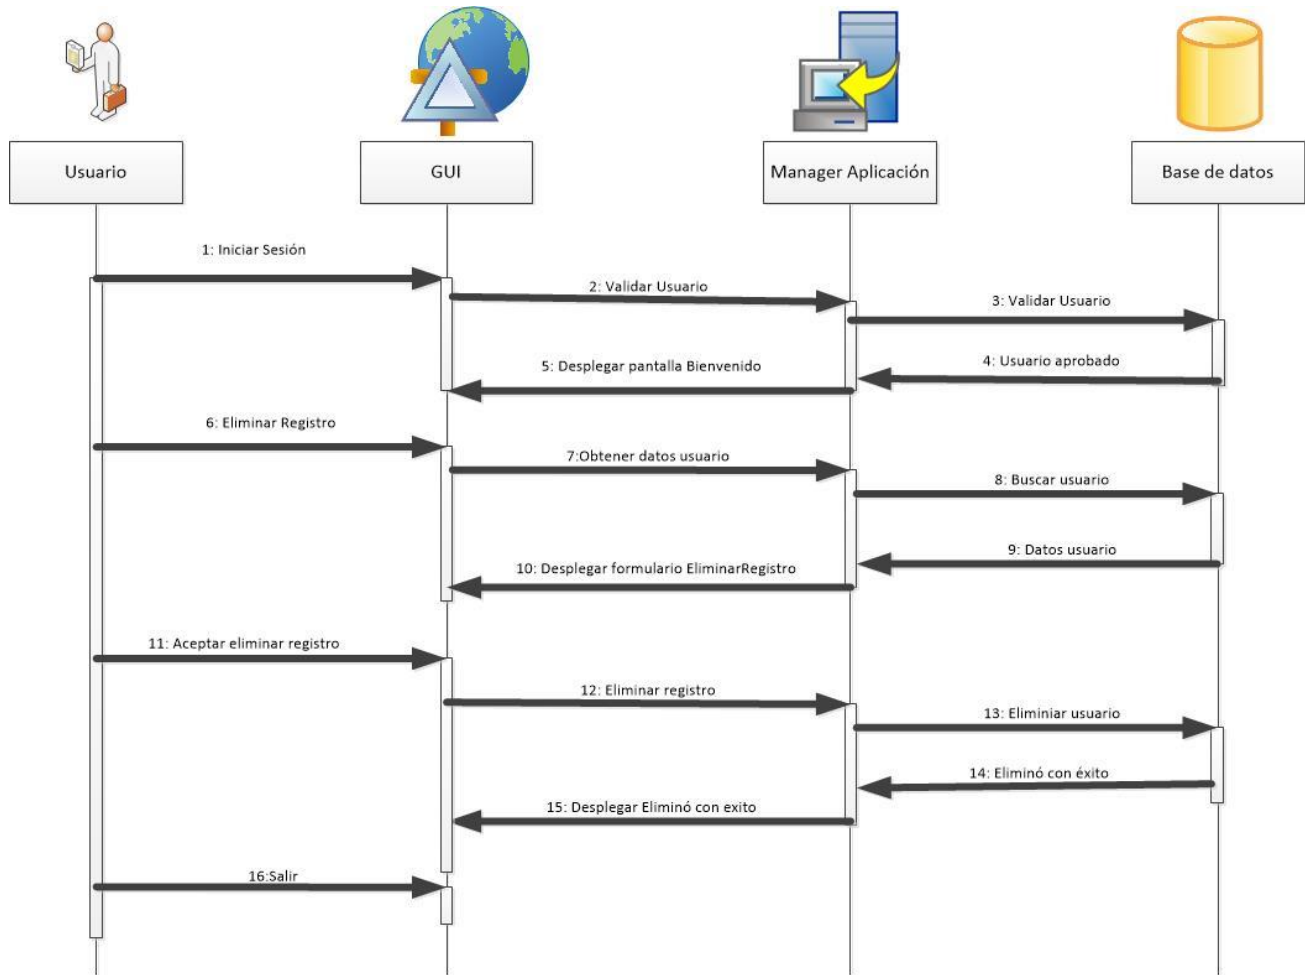 Usuario
GUI
Manager Aplicación
Base de datos
1: Iniciar Sesión
2: Validar Usuario
3: Validar Usuario
4: Usuario aprobado
5: Desplegar pantalla Bienvenido
6: Eliminar Registro
7:Obtener datos usuario
8: Buscar usuario
9: Datos usuario
10: Desplegar formulario EliminarRegistro
11: Aceptar eliminar registro
12: Eliminar registro
13: Eliminiar usuario
14: Eliminó con éxito
15: Desplegar Eliminó con exito
16:Salir